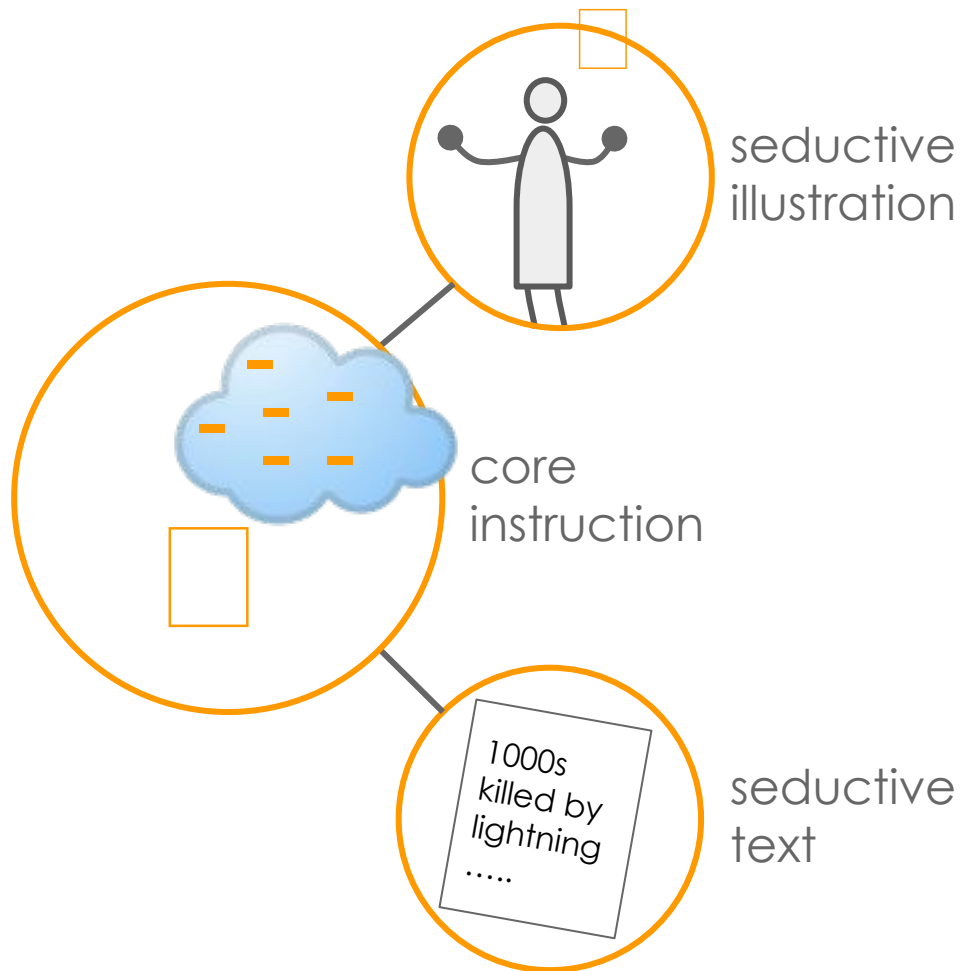 seductive
illustration
core
instruction
1000s
killed by
lightning
.....
seductive
text